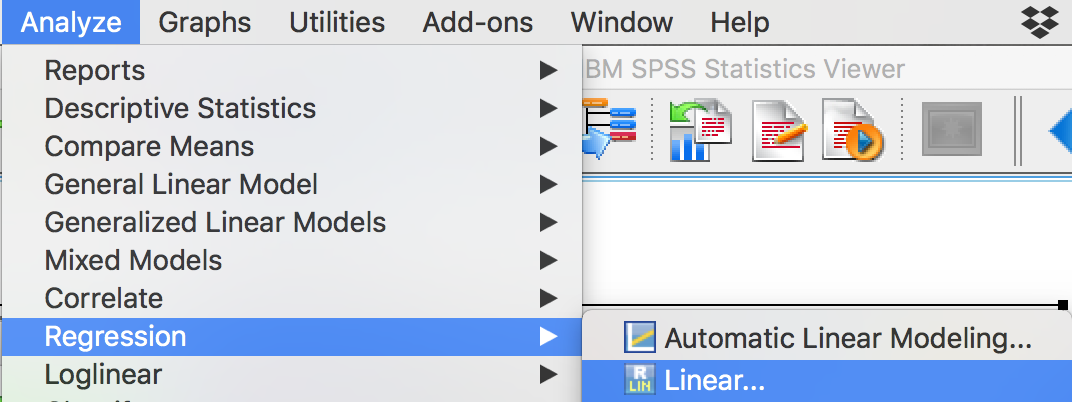 Analyze Graphs Utilities Add-ons Window Help
BM SPSS Statistics Viewer
Reports
Descriptive Statistics
Compare Means
General Linear Model
Generalized Linear Models
Mixed Models
Correlate
Regression
Automatic Linear Modeling...
Loglinear
R LIN Linear...